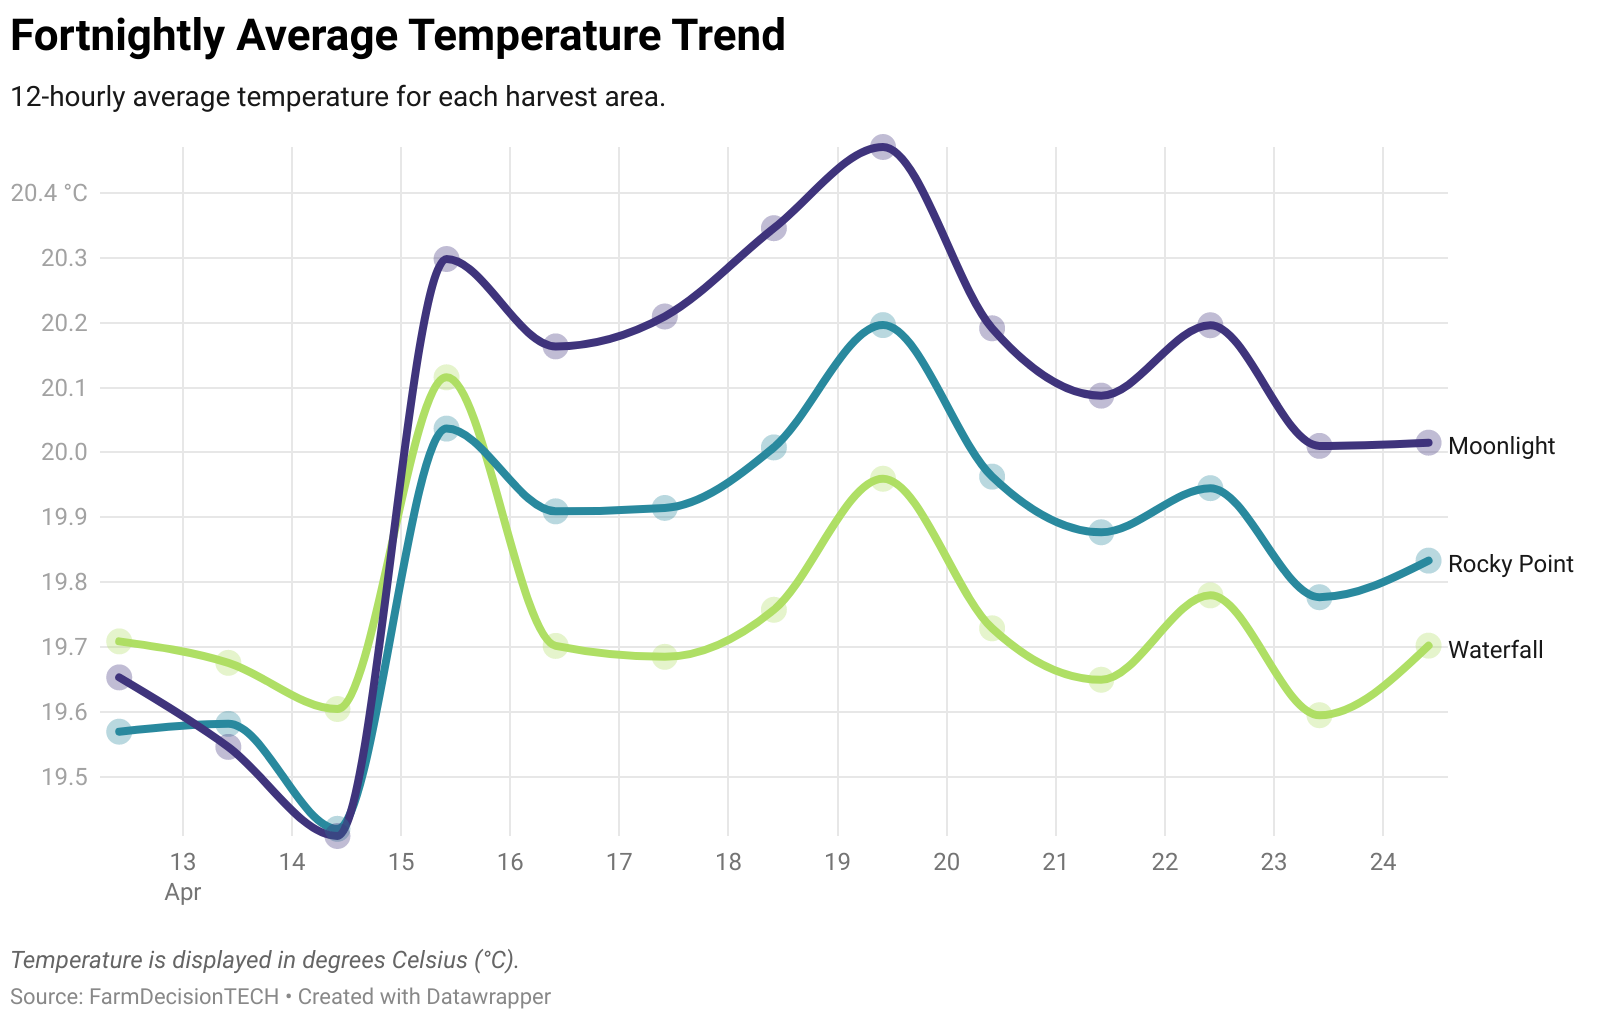 Fortnightly Average Temperature Trend
12-hourly average temperature for each harvest area.
20.4 °C
20.3
20.2
20.1
20.0
19.9
19.8
19.7
19.6
19.5
Moonlight
Rocky Point
Waterfall
13 14 15 16 17 18 19 20 21 22 23 24
Apr
Temperature is displayed in degrees Celsius (°C).
Source: FarmDecisionTECH • Created with Datawrapper